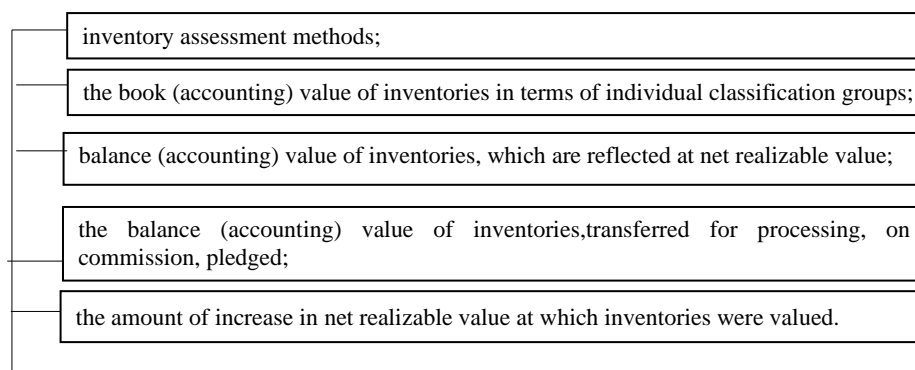 inventory assessment methods;
the book (accounting) value of inventories in terms of individual classification groups;
balance (accounting) value of inventories, which are reflected at net realizable value;
the balance (accounting) value of inventories,transferred for processing, on
commission, pledged;
the amount of increase in net realizable value at which inventories were valued.